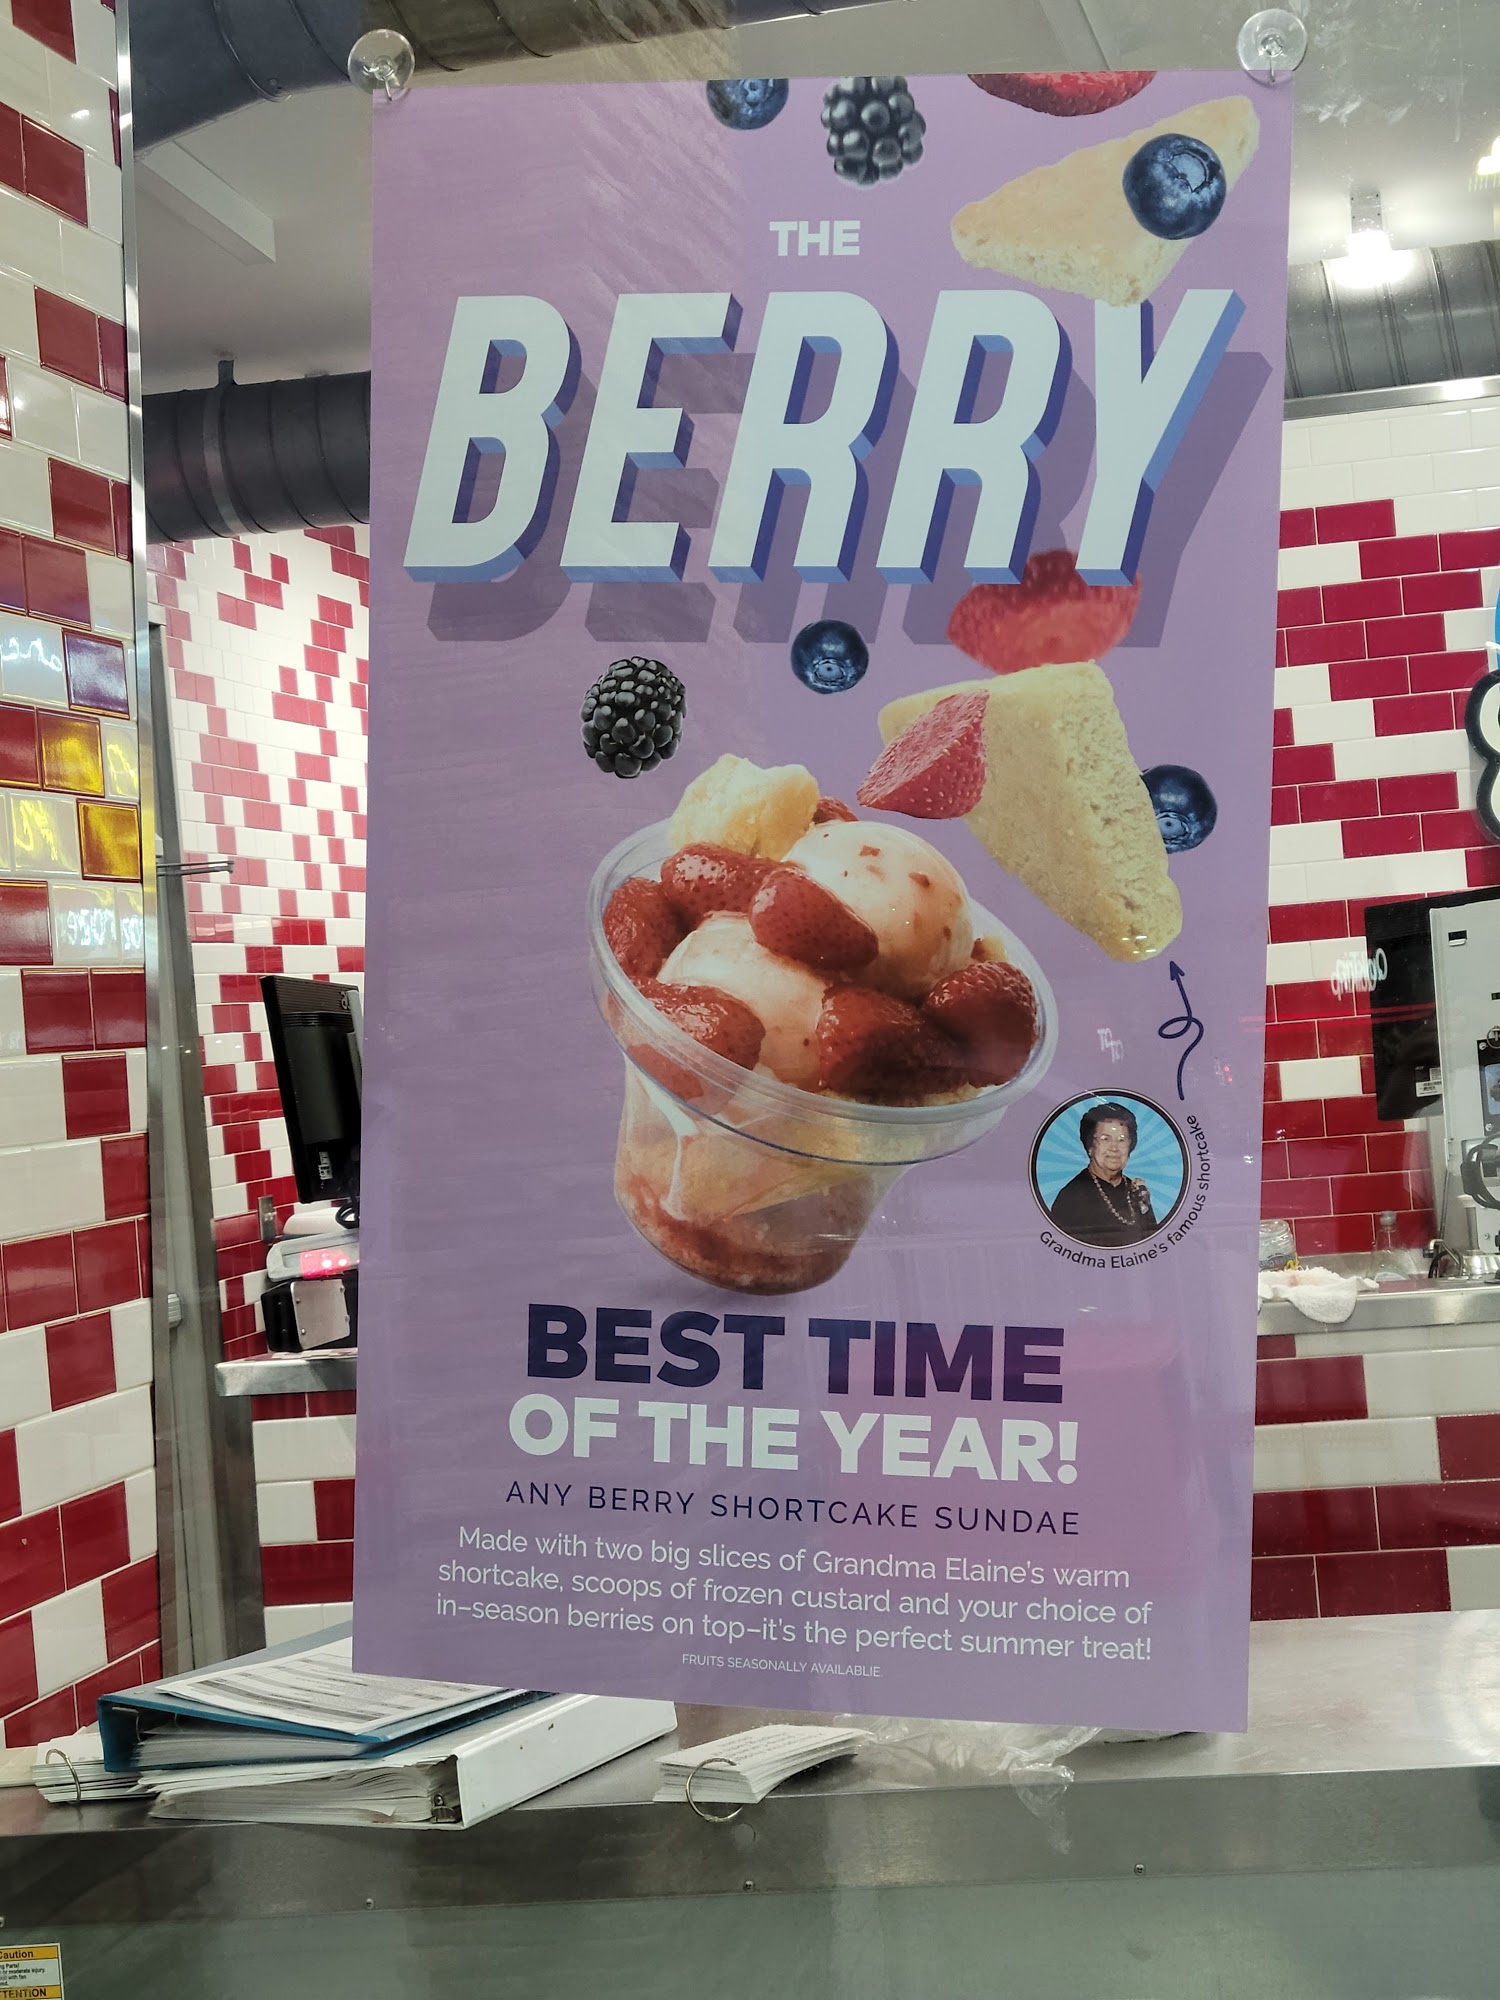 THE
BERRY
Grandma Elaine's famous shortcake
BEST TIME
OF THE YEAR!
ANY BERRY SHORTCAKE SUNDAE
Made with two big slices of Grandma Elaine's warm
shortcake, scoops of frozen custard and your choice of
in-season berries on top-it's the perfect summer treat!
FRUITS SEASONALLY AVAILABLIE
Caution